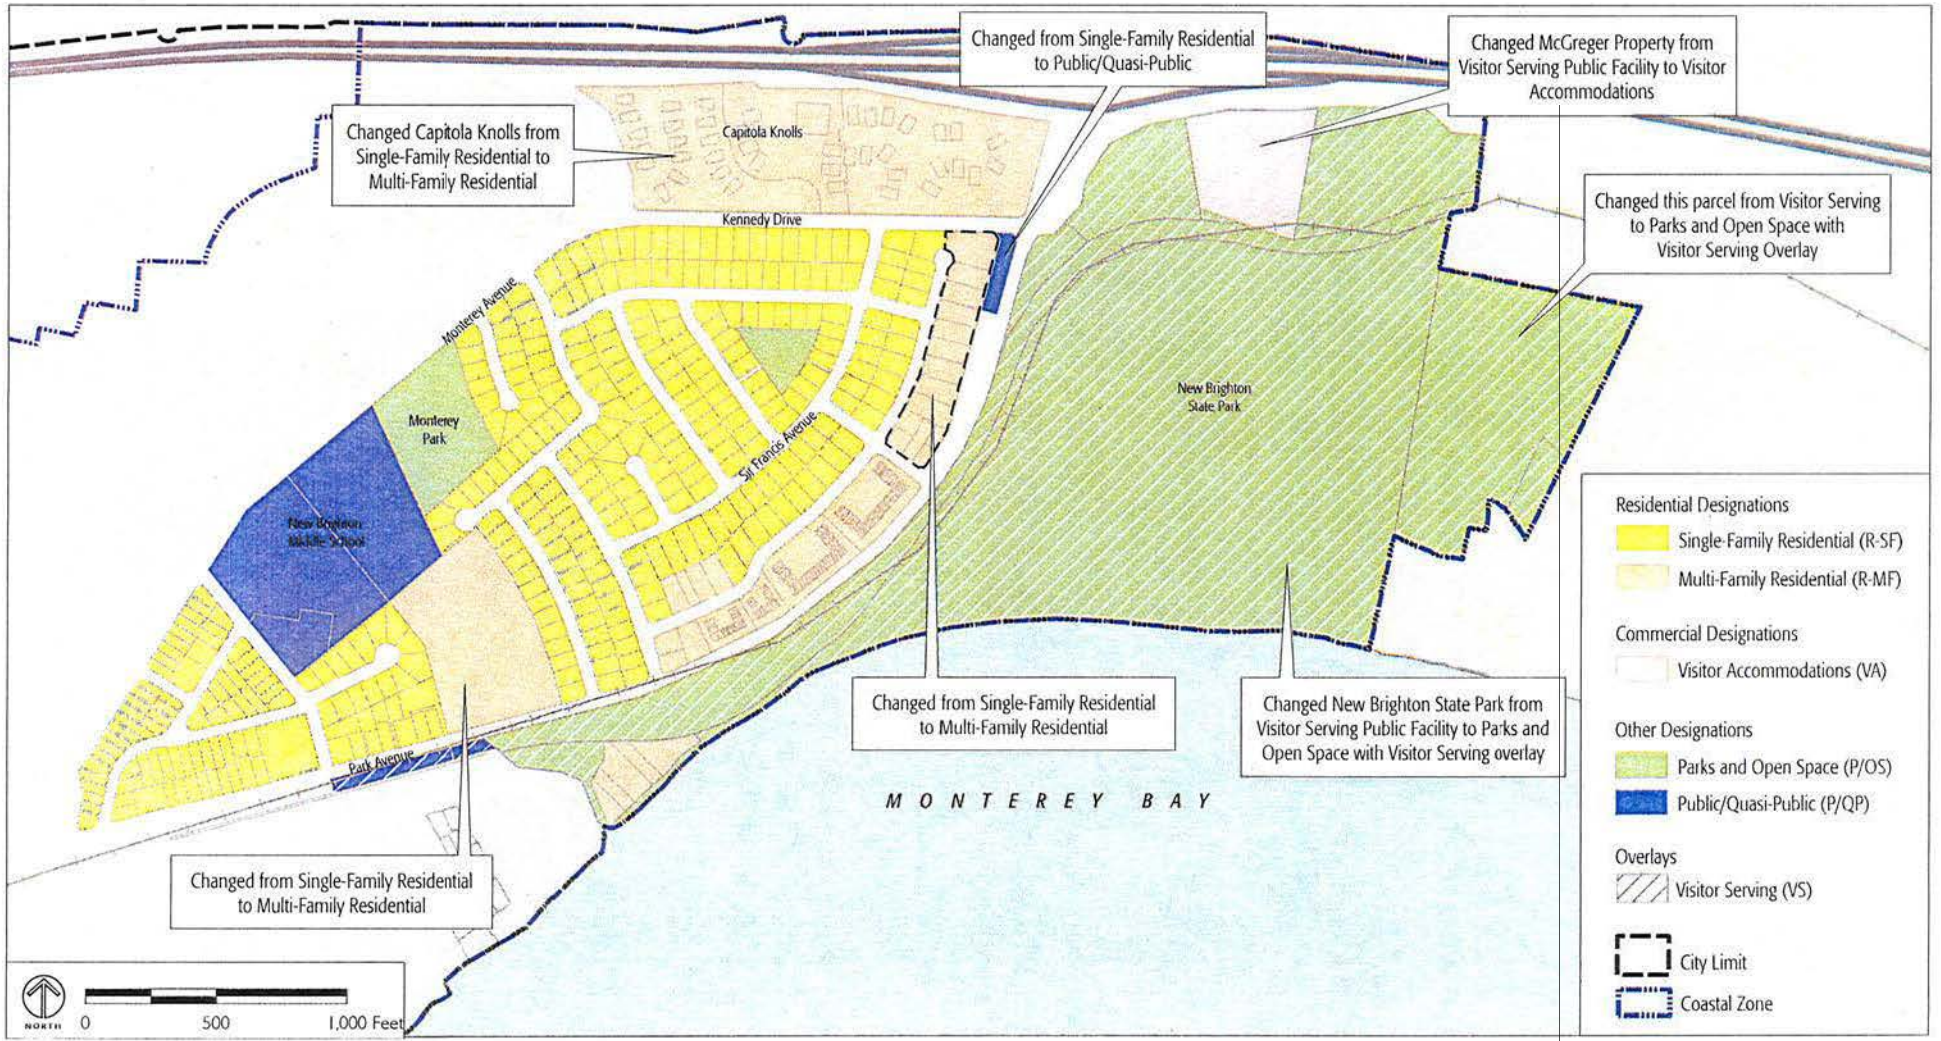 Changed from Single-Family Residential
to Public/Quasi-Public
Changed McGreger Property from
Visitor Serving Public Facility to Visitor
Accommodations
Changed Capitola Knolls from
Single-Family Residential to
Multi-Family Residential
Capitola Knolls
Changed this parcel from Visitor Serving
to Parks and Open Space with
Visitor Serving Overlay
Kennedy Drive
Monterey Avenue
Monterey
Park
Sir Francis Avenue
New Brighton
State Park
New Brighton
Middle School
Park Avenue
Changed from Single-Family Residential
to Multi-Family Residential
Changed New Brighton State Park from
Visitor Serving Public Facility to Parks and
Open Space with Visitor Serving overlay
MONTEREY BAY
Changed from Single-Family Residential
to Multi-Family Residential
Residential Designations
Single-Family Residential (R-SF)
Multi-Family Residential (R-MF)
Commercial Designations
Visitor Accommodations (VA)
Other Designations
Parks and Open Space (P/OS)
Public/Quasi-Public (P/QP)
Overlays
Visitor Serving (VS)
City Limit
Coastal Zone
NORTH
0 500 1,000 Feet